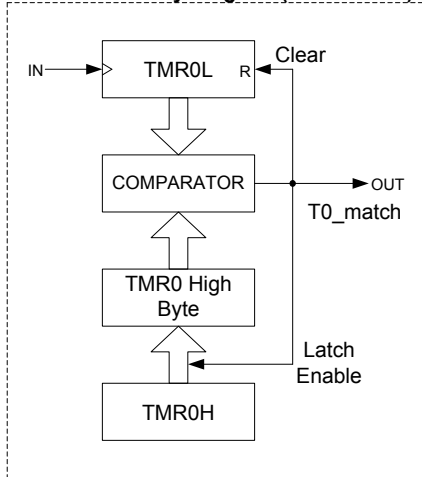 Clear
IN
TMR0L
R
COMPARATOR
OUT
T0_match
TMR0 High
Byte
Latch
Enable
TMR0H